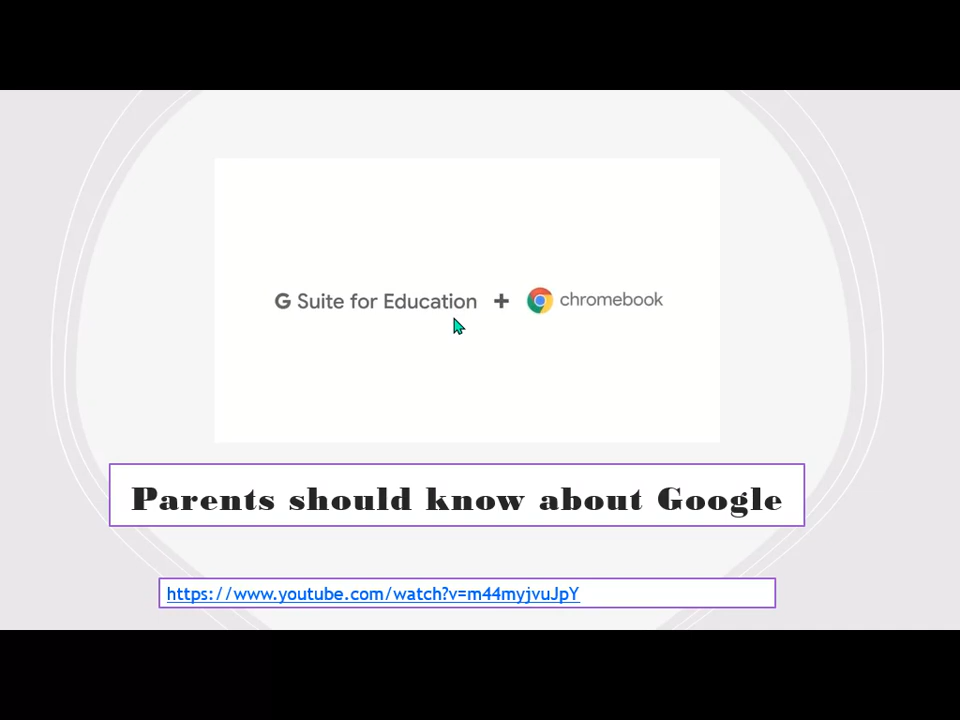 G Suite for Education + chromebook
Parents should know about Google
https://www.youtube.com/watch?v=m44myjvuJpY